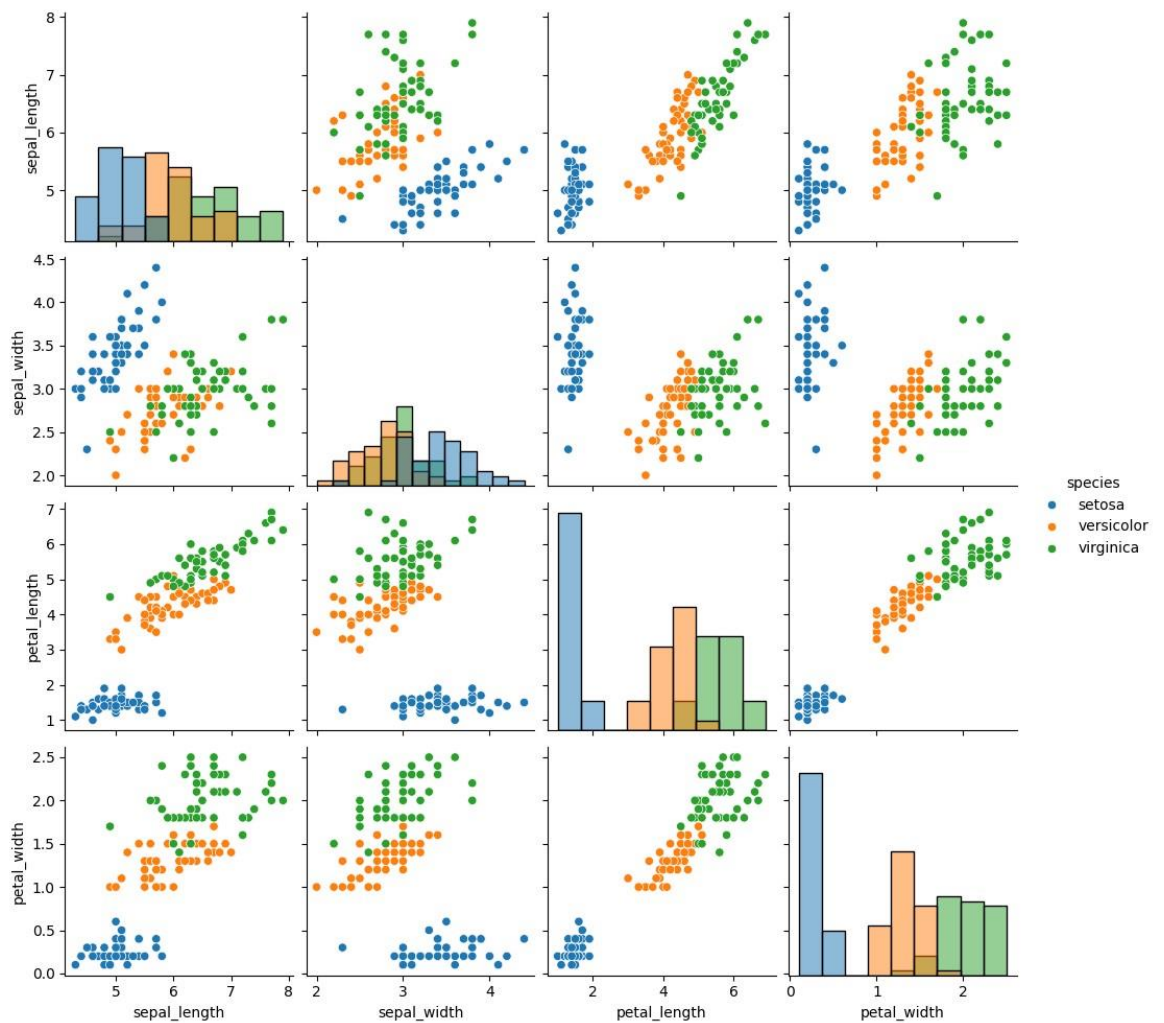 8
7
6
5
sepal_length
4.5
4.0
3.5
3.0
2.5
2.0
sepal_width
species
setosa
versicolor
virginica
7
6
5
4
3
2
1
petal_length
2.5
2.0
1.5
1.0
0.5
0.0
petal_width
5 6 7 8
sepal_length
2 3 4
sepal_width
2 4 6
petal_length
0 1 2
petal_width